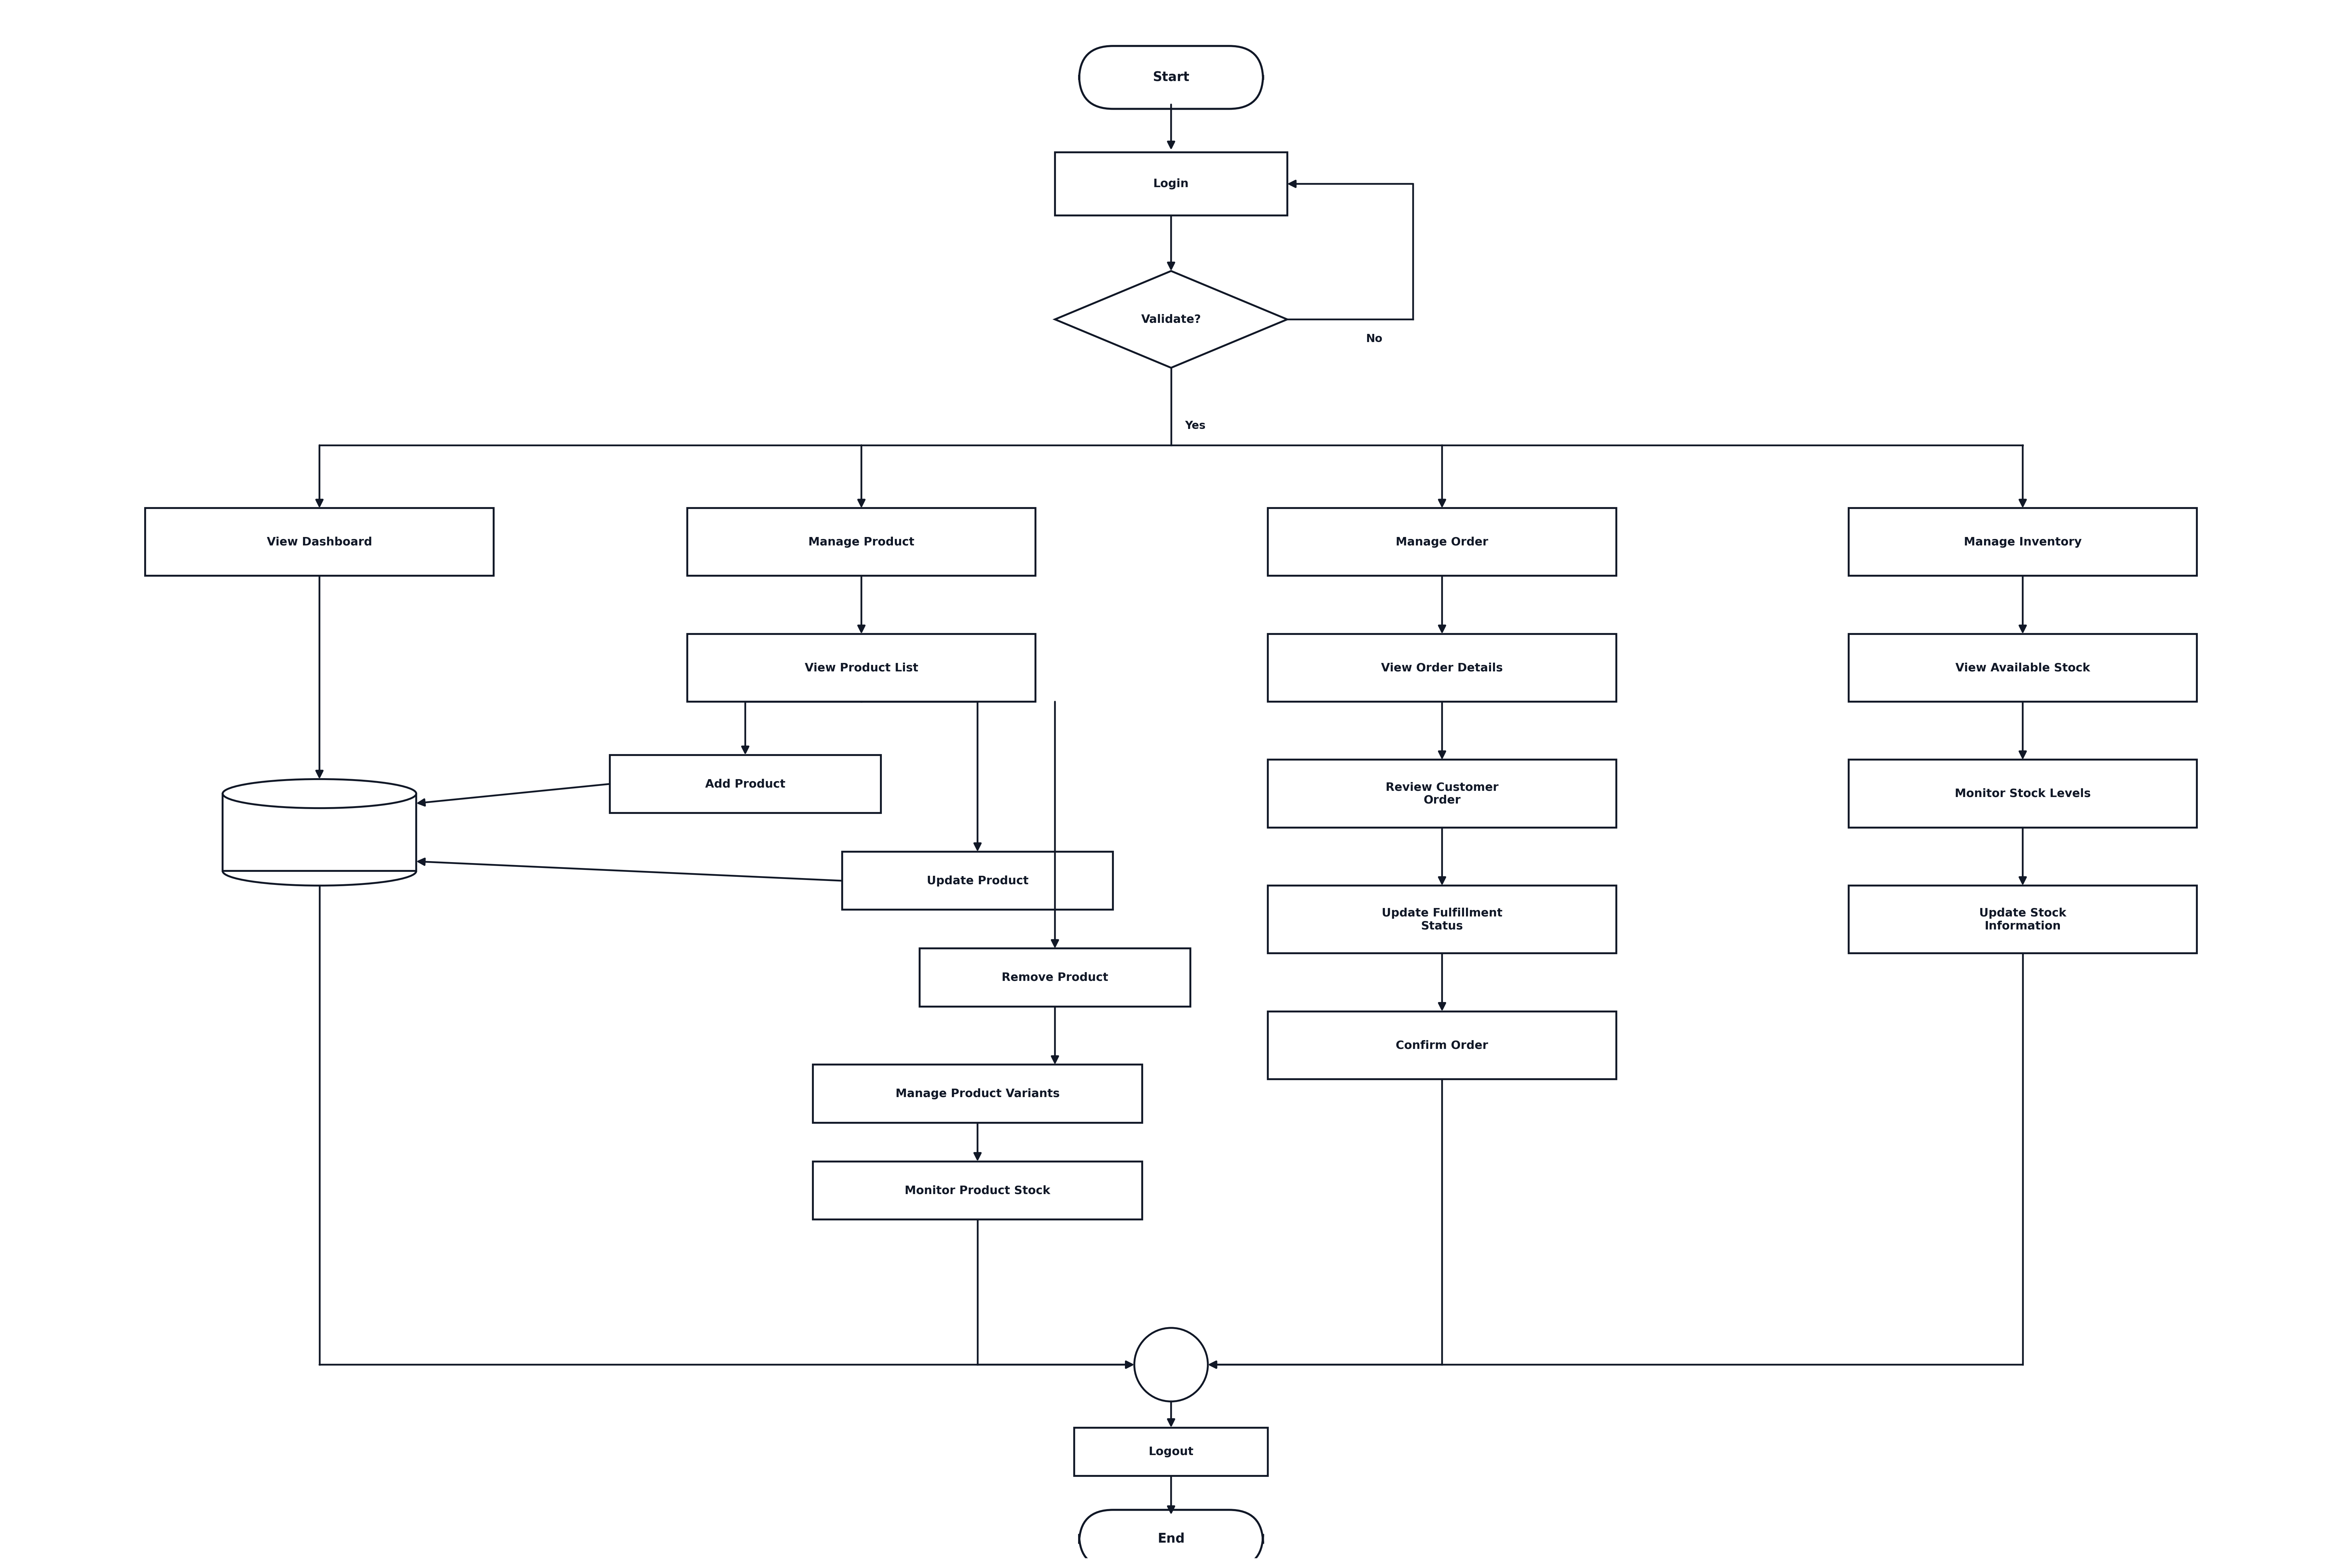 Start
Login
Validate?
No
Yes
View Dashboard
Manage Product
Manage Order
Manage Inventory
View Product List
View Order Details
View Available Stock
Add Product
Review Customer
Order
Monitor Stock Levels
Update Product
Update Fulfillment
Status
Update Stock
Information
Remove Product
Confirm Order
Manage Product Variants
Monitor Product Stock
Logout
End